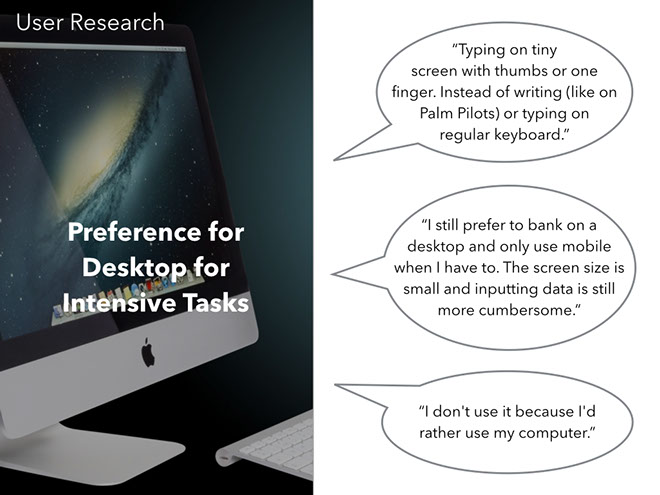 User Research
Preference for
Desktop for
Intensive Tasks
“Typing on tiny
screen with thumbs or one
finger. Instead of writing (like on
Palm Pilots) or typing on
regular keyboard.”
“I still prefer to bank on a
desktop and only use mobile
when I have to. The screen size is
small and inputting data is still
more cumbersome.”
“I don't use it because I'd
rather use my computer.”